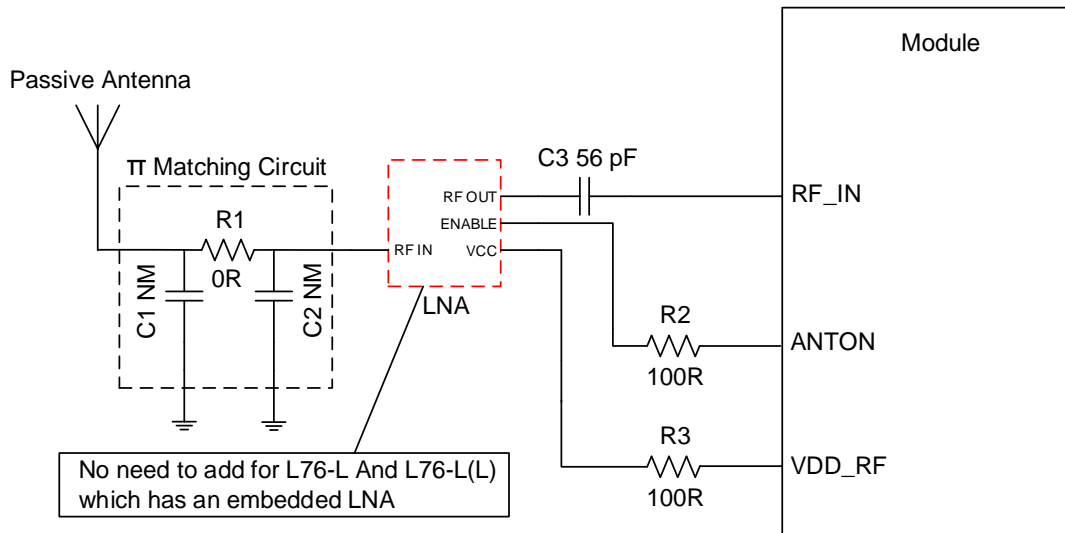 Module
Passive Antenna
π Matching Circuit
C3 56 pF
RF OUT
RF_IN
R1
ENABLE
RF IN
VCC
0R
C1 NM
C2 NM
LNA
R2
ANTON
100R
R3
No need to add for L76-L And L76-L(L)
which has an embedded LNA
VDD_RF
100R